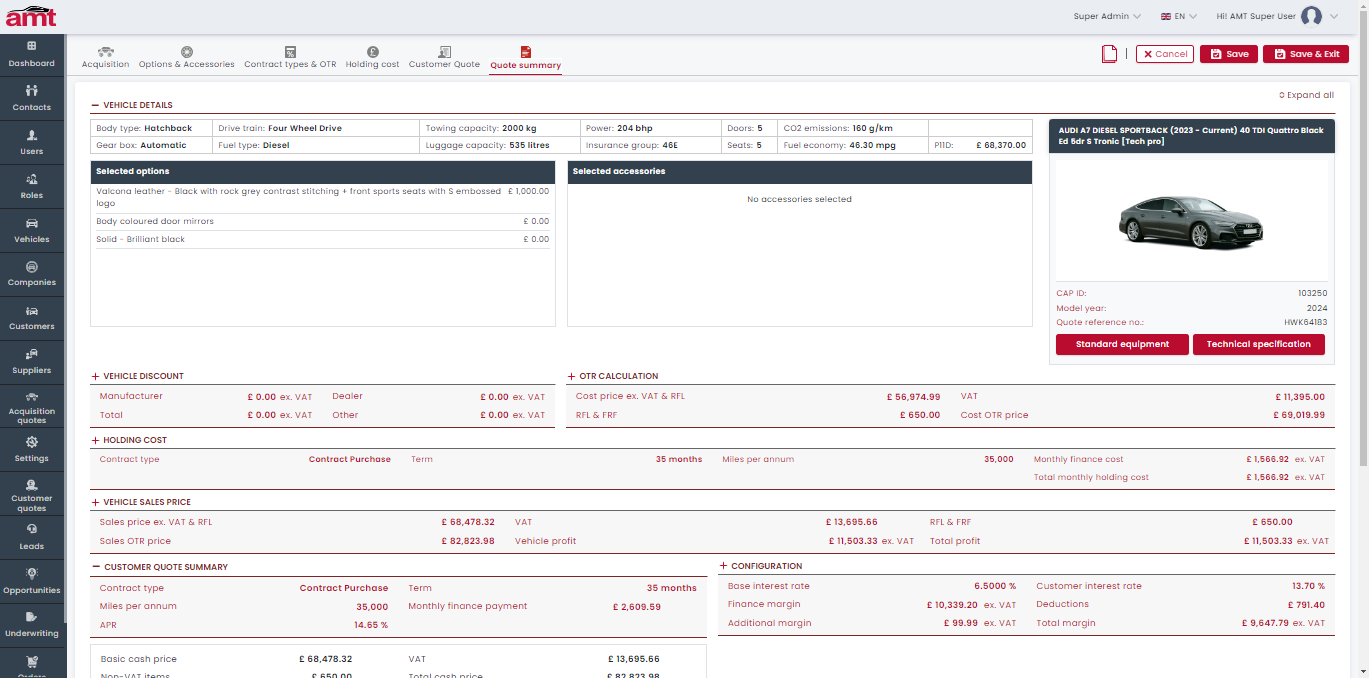 amt
Super Admin
EN
Hi! AMT Super User
Dashboard
Contacts
Users
Roles
Vehicles
Companies
Customers
Suppliers
Acquisition
quotes
Settings
Customer
quotes
Leads
Opportunities
Underwriting
Orders
Acquisition
Options & Accessories
Contract types & OTR
Holding cost
Customer Quote
Quote summary
Cancel
Save
Save & Exit
Expand all
VEHICLE DETAILS
Body type: Hatchback
Drive train: Four Wheel Drive
Towing capacity: 2000 kg
Power: 204 bhp
Doors: 5
CO2 emissions: 160 g/km
Gear box: Automatic
Fuel type: Diesel
Luggage capacity: 535 litres
Insurance group: 46E
Seats: 5
Fuel economy: 46.30 mpg
P11D: £ 68,370.00
Selected options
Valcona leather - Black with rock grey contrast stitching + front sports seats with S embossed £ 1,000.00
logo
Body coloured door mirrors £ 0.00
Solid - Brilliant black £ 0.00
Selected accessories
No accessories selected
AUDI A7 DIESEL SPORTBACK (2023 - Current) 40 TDI Quattro Black
Ed 5dr S Tronic [Tech pro]
CAP ID: 103250
Model year: 2024
Quote reference no.: HWK64183
Standard equipment
Technical specification
VEHICLE DISCOUNT
Manufacturer £ 0.00 ex. VAT Dealer £ 0.00 ex. VAT
Total £ 0.00 ex. VAT Other £ 0.00 ex. VAT
OTR CALCULATION
Cost price ex. VAT & RFL £ 56,974.99 VAT £ 11,395.00
RFL & FRF £ 650.00 Cost OTR price £ 69,019.99
HOLDING COST
Contract type Contract Purchase Term 35 months Miles per annum 35,000 Monthly finance cost £ 1,566.92 ex. VAT
Total monthly holding cost £ 1,566.92 ex. VAT
VEHICLE SALES PRICE
Sales price ex. VAT & RFL £ 68,478.32 VAT £ 13,695.66 RFL & FRF £ 650.00
Sales OTR price £ 82,823.98 Vehicle profit £ 11,503.33 ex. VAT Total profit £ 11,503.33 ex. VAT
CUSTOMER QUOTE SUMMARY
Contract type Contract Purchase Term 35 months
Miles per annum 35,000 Monthly finance payment £ 2,609.59
APR 14.65 %
CONFIGURATION
Base interest rate 6.5000 % Customer interest rate 13.70 %
Finance margin £ 10,339.20 ex. VAT Deductions £ 791.40
Additional margin £ 99.99 ex. VAT Total margin £ 9,647.79 ex. VAT
Basic cash price £ 68,478.32 VAT £ 13,695.66
Non-VAT items £ 650.00 Total cash price £ 82,823.98